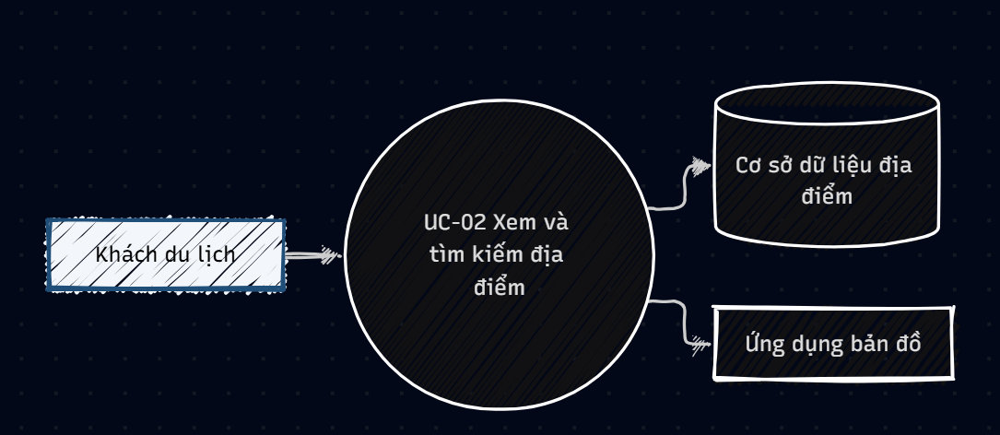 Khách du lịch
UC-02 Xem và
tìm kiếm địa
điểm
Cơ sở dữ liệu địa
điểm
Ứng dụng bản đồ